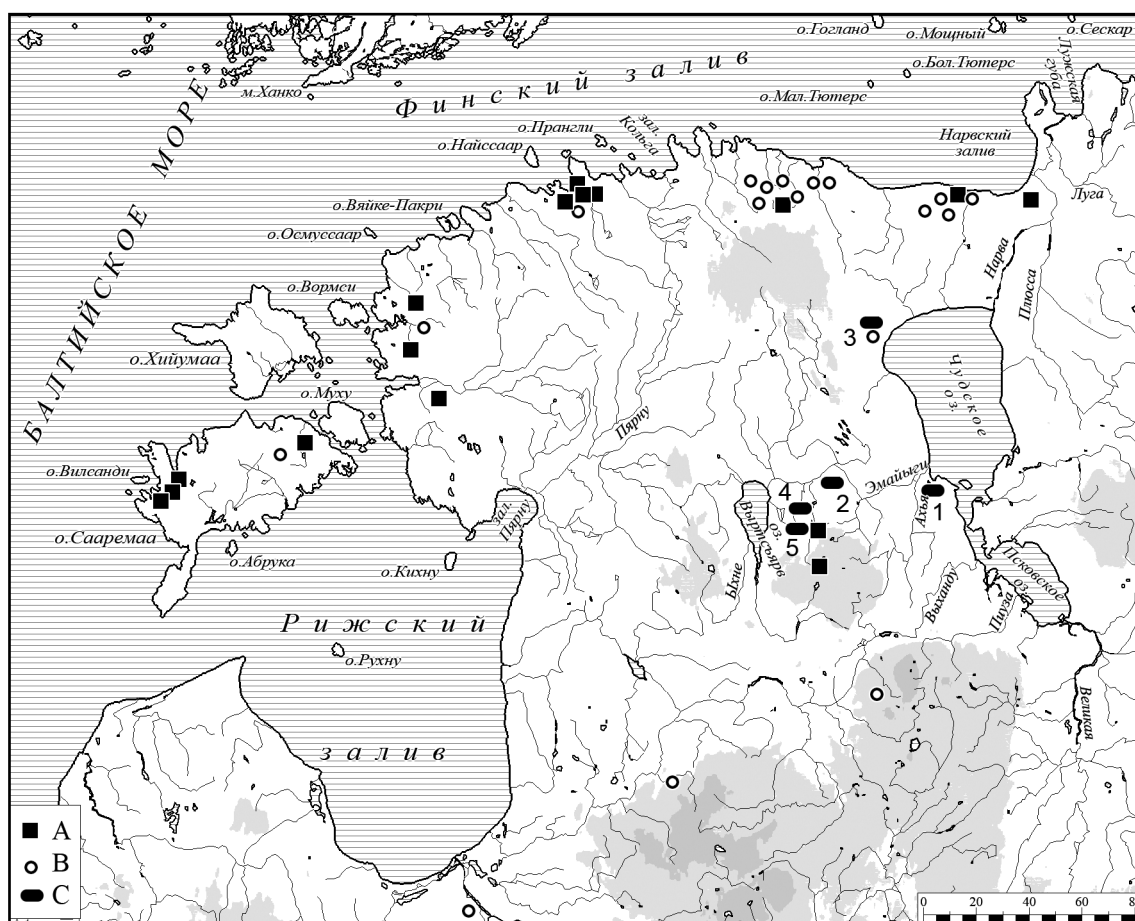 о.Гогланд
о.Мощный
о.Сескар
о.Бол.Тютерс
о.Мал.Тютерс
Лужская
губа
м.Ханко
Финский залив
БАЛТИЙСКОЕ МОРЕ
о.Прангли
зал.
Кольга
о.Найссаар
Нарвский
залив
Луга
о.Вяйке-Пакри
о.Осмуссаар
о.Вормси
Нарва
Плюсса
о.Хийумаа
3
Чудское
оз.
о.Муху
Пярну
о.Вилсанди
Эмайыги
4
2
Ахья
1
зал.
Пярну
оз.
Выртсъярв
5
о.Сааремаа
о.Абрука
о.Кихну
Ыхне
Выханду
Пиуза
Псковское
оз.
Рижский
залив
о.Рухну
Великая
A
B
C
0 20 40 60 8